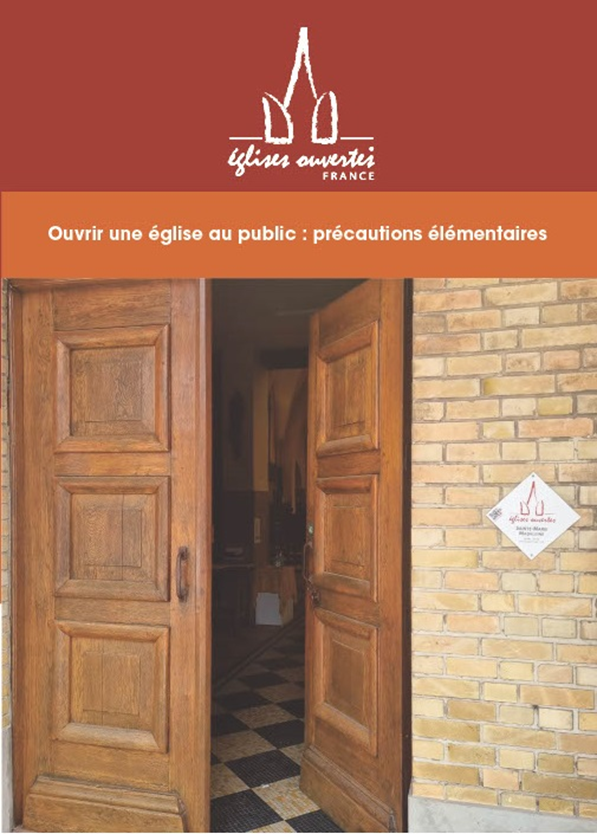 églises ouvertes
FRANCE
Ouvrir une église au public : précautions élémentaires
églises ouvertes